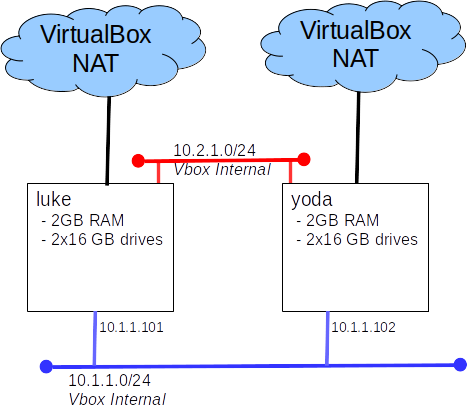 VirtualBox
NAT
VirtualBox
NAT
10.2.1.0/24
Vbox Internal
luke
- 2GB RAM
- 2x16 GB drives
yoda
- 2GB RAM
- 2x16 GB drives
10.1.1.101
10.1.1.102
10.1.1.0/24
Vbox Internal